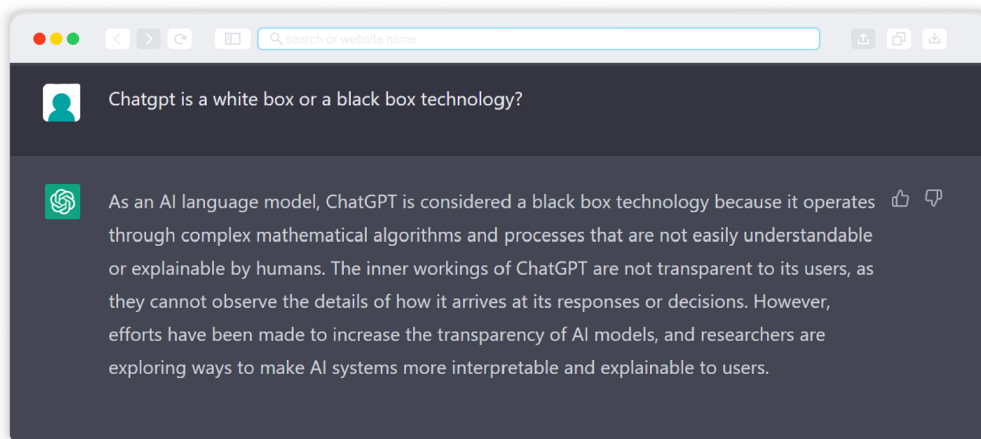 search or website name
Chatgpt is a white box or a black box technology?
As an AI language model, ChatGPT is considered a black box technology because it operates
through complex mathematical algorithms and processes that are not easily understandable
or explainable by humans. The inner workings of ChatGPT are not transparent to its users, as
they cannot observe the details of how it arrives at its responses or decisions. However,
efforts have been made to increase the transparency of AI models, and researchers are
exploring ways to make AI systems more interpretable and explainable to users.